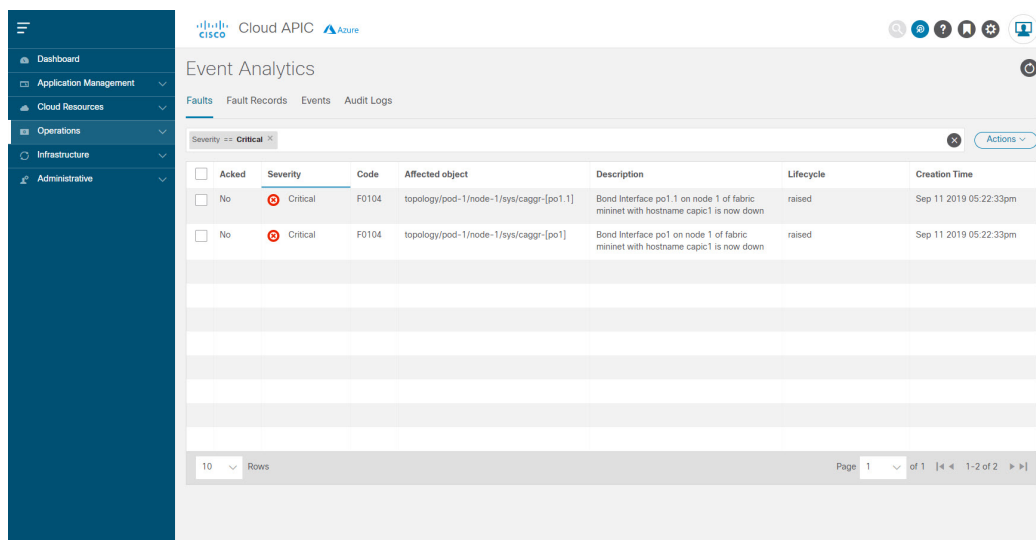 CISCO Cloud APIC Azure
Dashboard
Application Management
Cloud Resources
Operations
Infrastructure
Administrative
Event Analytics
Faults Fault Records Events Audit Logs
Severity == Critical Actions
Acked Severity Code Affected object Description Lifecycle Creation Time
No Critical F0104 topology/pod-1/node-1/sys/caggr-[po1.1] Bond Interface po1.1 on node 1 of fabric raised Sep 11 2019 05:22:33pm
mininet with hostname capic1 is now down
No Critical F0104 topology/pod-1/node-1/sys/caggr-[po1] Bond Interface po1 on node 1 of fabric raised Sep 11 2019 05:22:33pm
mininet with hostname capic1 is now down
10 Rows Page 1 of 1 1-2 of 2